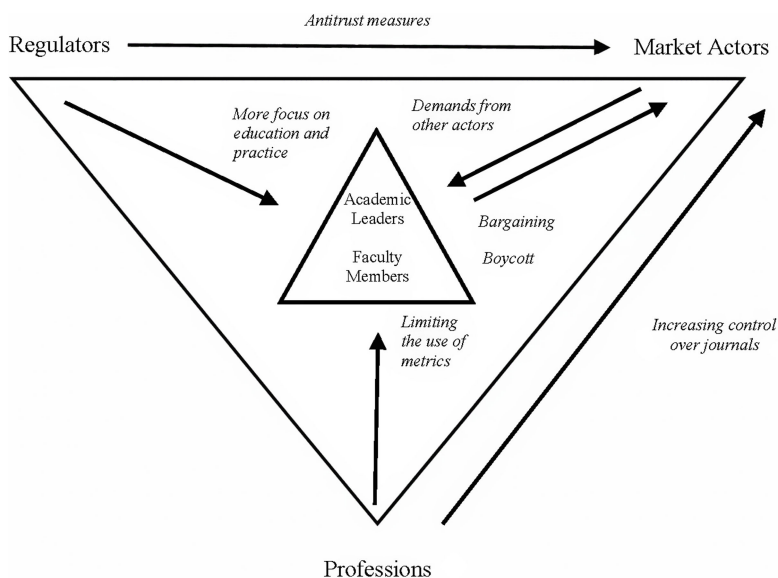 Antitrust measures
Regulators
Market Actors
More focus on
education and
practice
Demands from
other actors
Academic
Leaders
Faculty
Members
Bargaining
Boycott
Limiting
the use of
metrics
Increasing control
over journals
Professions